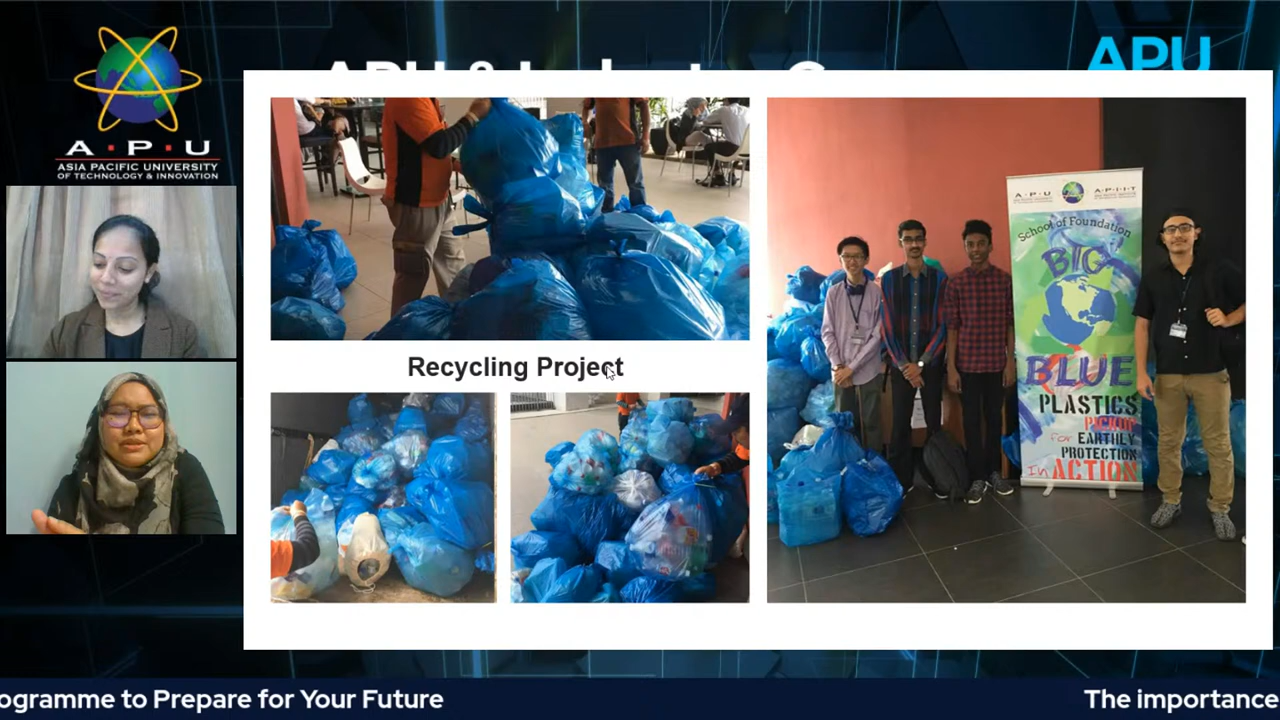 A·P·U
ASIA PACIFIC UNIVERSITY
OF TECHNOLOGY & INNOVATION
APU
Recycling Project
A·P·U
A·P·I·I·T
School of Foundation
BIG
BLUE
PLASTICS
PICKUP
for EARTHLY
PROTECTION
In ACTION
ogramme to Prepare for Your Future
The importance